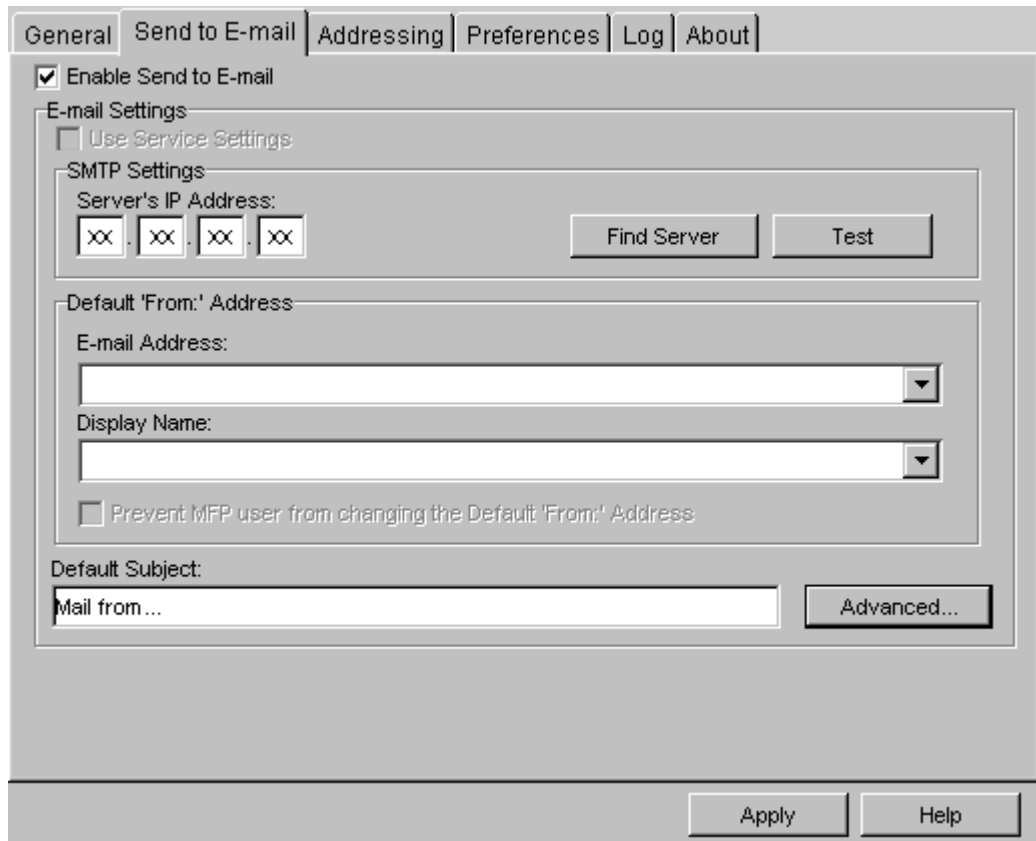 General Send to E-mail Addressing Preferences Log About
Enable Send to E-mail
E-mail Settings
Use Service Settings
SMTP Settings
Server's IP Address:
xx . xx . xx . xx Find Server Test
Default 'From:' Address
E-mail Address:
Display Name:
Prevent MFP user from changing the Default 'From:' Address
Default Subject:
Mail from ... Advanced...
Apply Help